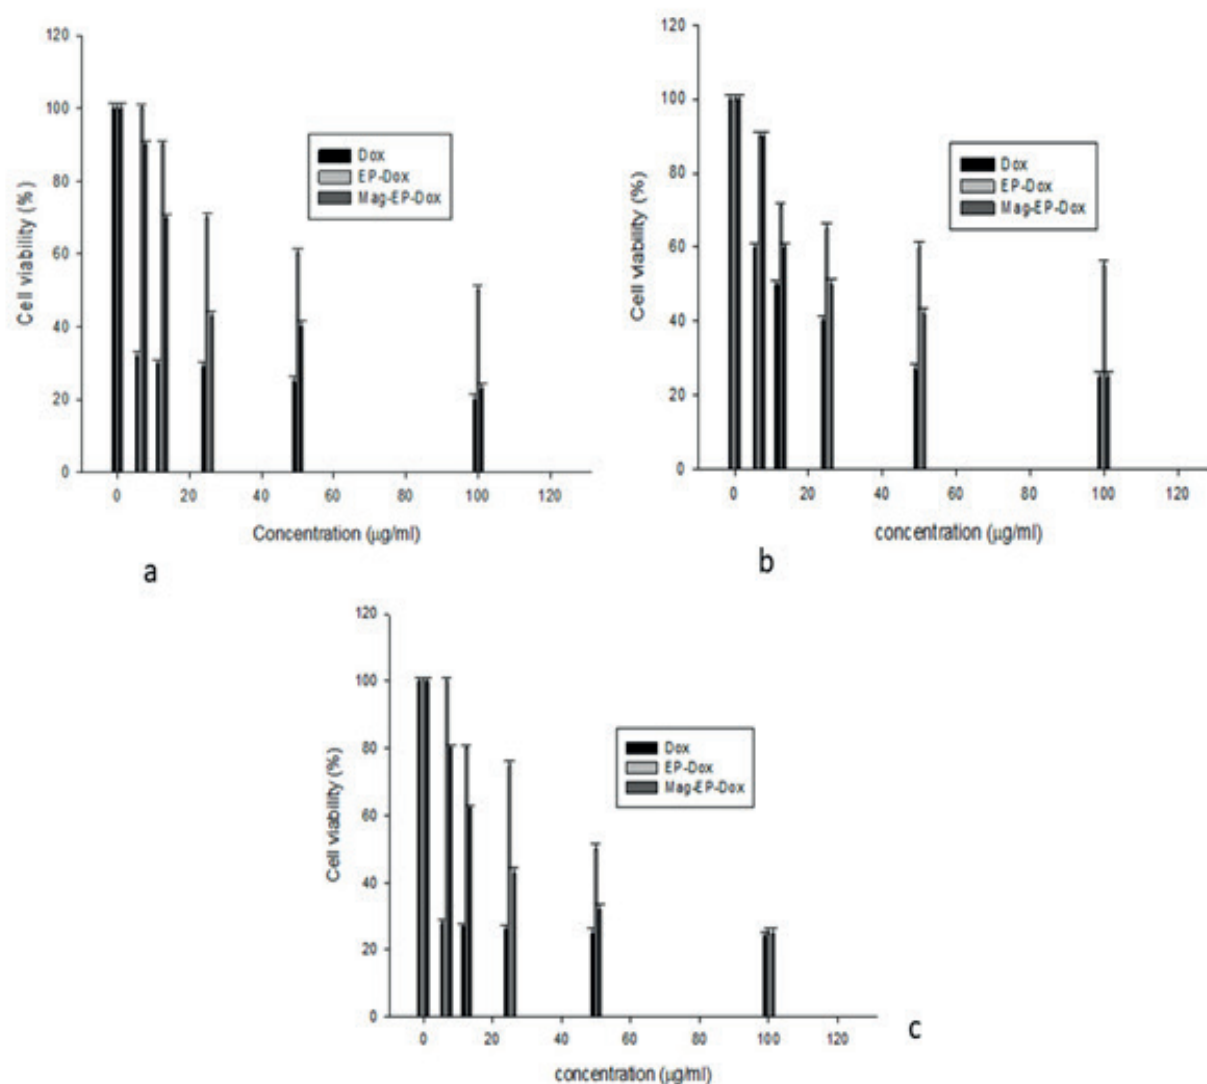 120
100
80
60
40
20
0
Cell viability (%)
Dox
EP-Dox
Mag-EP-Dox
0 20 40 60 80 100 120
Concentration (µg/ml)
a
120
100
80
60
40
20
0
Cell viability (%)
Dox
EP-Dox
Mag-EP-Dox
0 20 40 60 80 100 120
concentration (µg/ml)
b
120
100
80
60
40
20
0
Cell viability (%)
Dox
EP-Dox
Mag-EP-Dox
0 20 40 60 80 100 120
concentration (µg/ml)
c